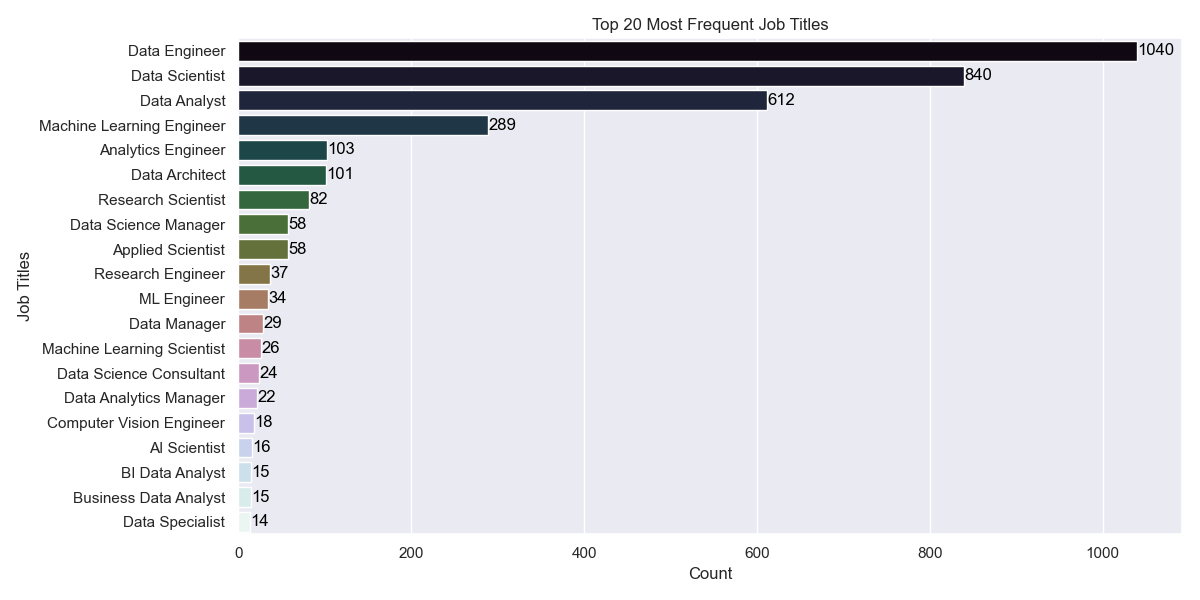 Top 20 Most Frequent Job Titles
Job Titles
Data Engineer 1040
Data Scientist 840
Data Analyst 612
Machine Learning Engineer 289
Analytics Engineer 103
Data Architect 101
Research Scientist 82
Data Science Manager 58
Applied Scientist 58
Research Engineer 37
ML Engineer 34
Data Manager 29
Machine Learning Scientist 26
Data Science Consultant 24
Data Analytics Manager 22
Computer Vision Engineer 18
AI Scientist 16
BI Data Analyst 15
Business Data Analyst 15
Data Specialist 14
0 200 400 600 800 1000
Count